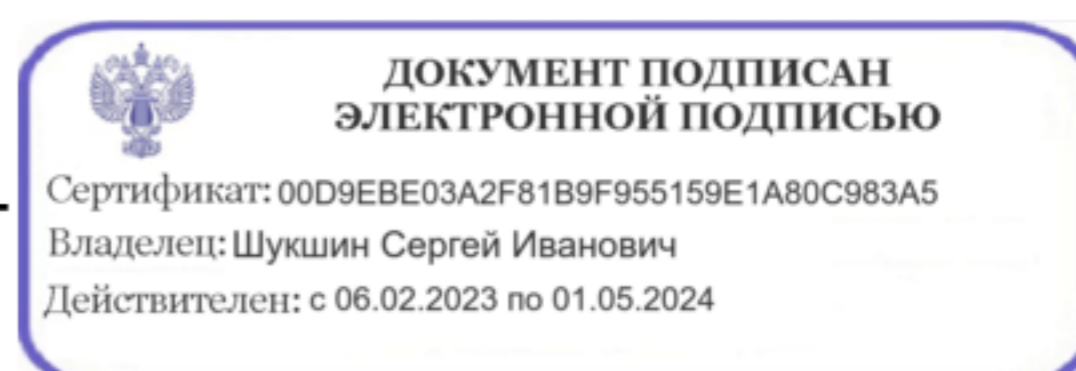 ДОКУМЕНТ ПОДПИСАН
ЭЛЕКТРОННОЙ ПОДПИСЬЮ
Сертификат: 00D9EBE03A2F81B9F955159E1A80C983A5
Владелец: Шукшин Сергей Иванович
Действителен: с 06.02.2023 по 01.05.2024